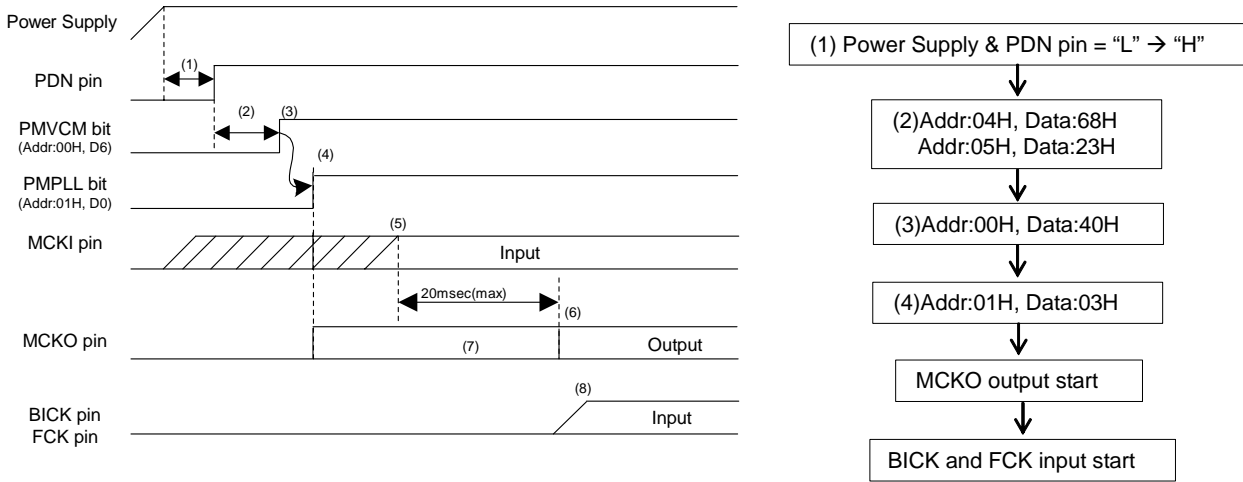 Power Supply
(1)
PDN pin
(2)
(3)
PMVCM bit
(Addr:00H, D6)
(4)
PMPLL bit
(Addr:01H, D0)
(5)
MCKI pin
Input
20msec(max)
(6)
MCKO pin
(7)
Output
(8)
BICK pin
FCK pin
Input
(1) Power Supply & PDN pin = “L” → “H”
(2)Addr:04H, Data:68H
Addr:05H, Data:23H
(3)Addr:00H, Data:40H
(4)Addr:01H, Data:03H
MCKO output start
BICK and FCK input start